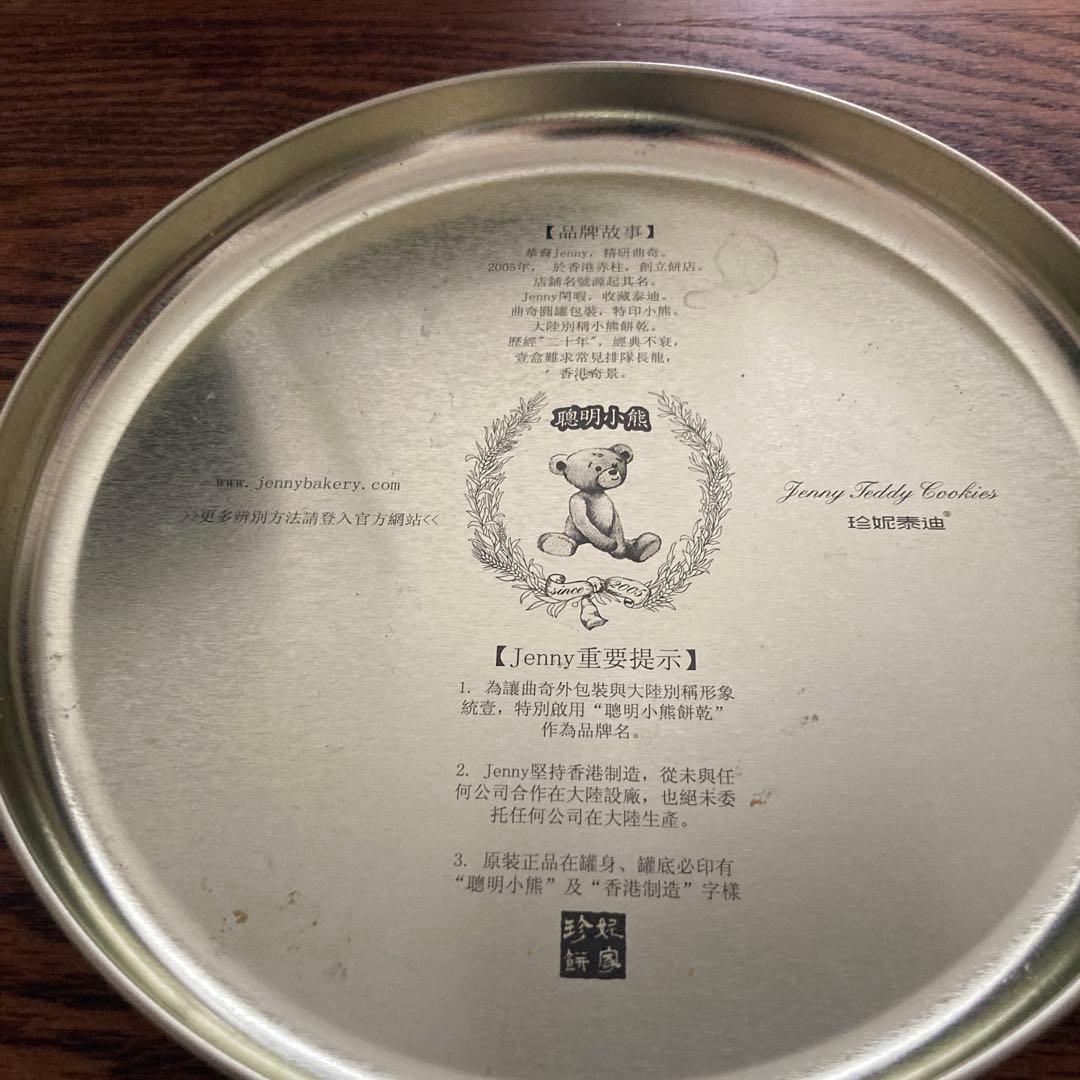 【品牌故事】
華裔Jenny, 精研曲奇。
2005年, 於香港赤柱, 創立餅店。
店鋪名號源起其名。
Jenny閑暇, 收藏泰迪。
曲奇圓罐包裝, 特印小熊。
大陸別稱小熊餅乾。
歷經"二十年", 經典不衰,
壹盒難求常見排隊長龍,
香港奇景。
聰明小熊
www.jennybakery.com
>>更多辨別方法請登入官方網站<<
Jenny Teddy Cookies
珍妮泰迪®
since 2005
【Jenny重要提示】
1. 為讓曲奇外包裝與大陸別稱形象
統壹, 特別啟用“聰明小熊餅乾”
作為品牌名。
2. Jenny堅持香港制造, 從未與任
何公司合作在大陸設廠, 也絕未委
托任何公司在大陸生產。
3. 原裝正品在罐身、罐底必印有
“聰明小熊”及“香港制造”字樣
珍妮
餅家